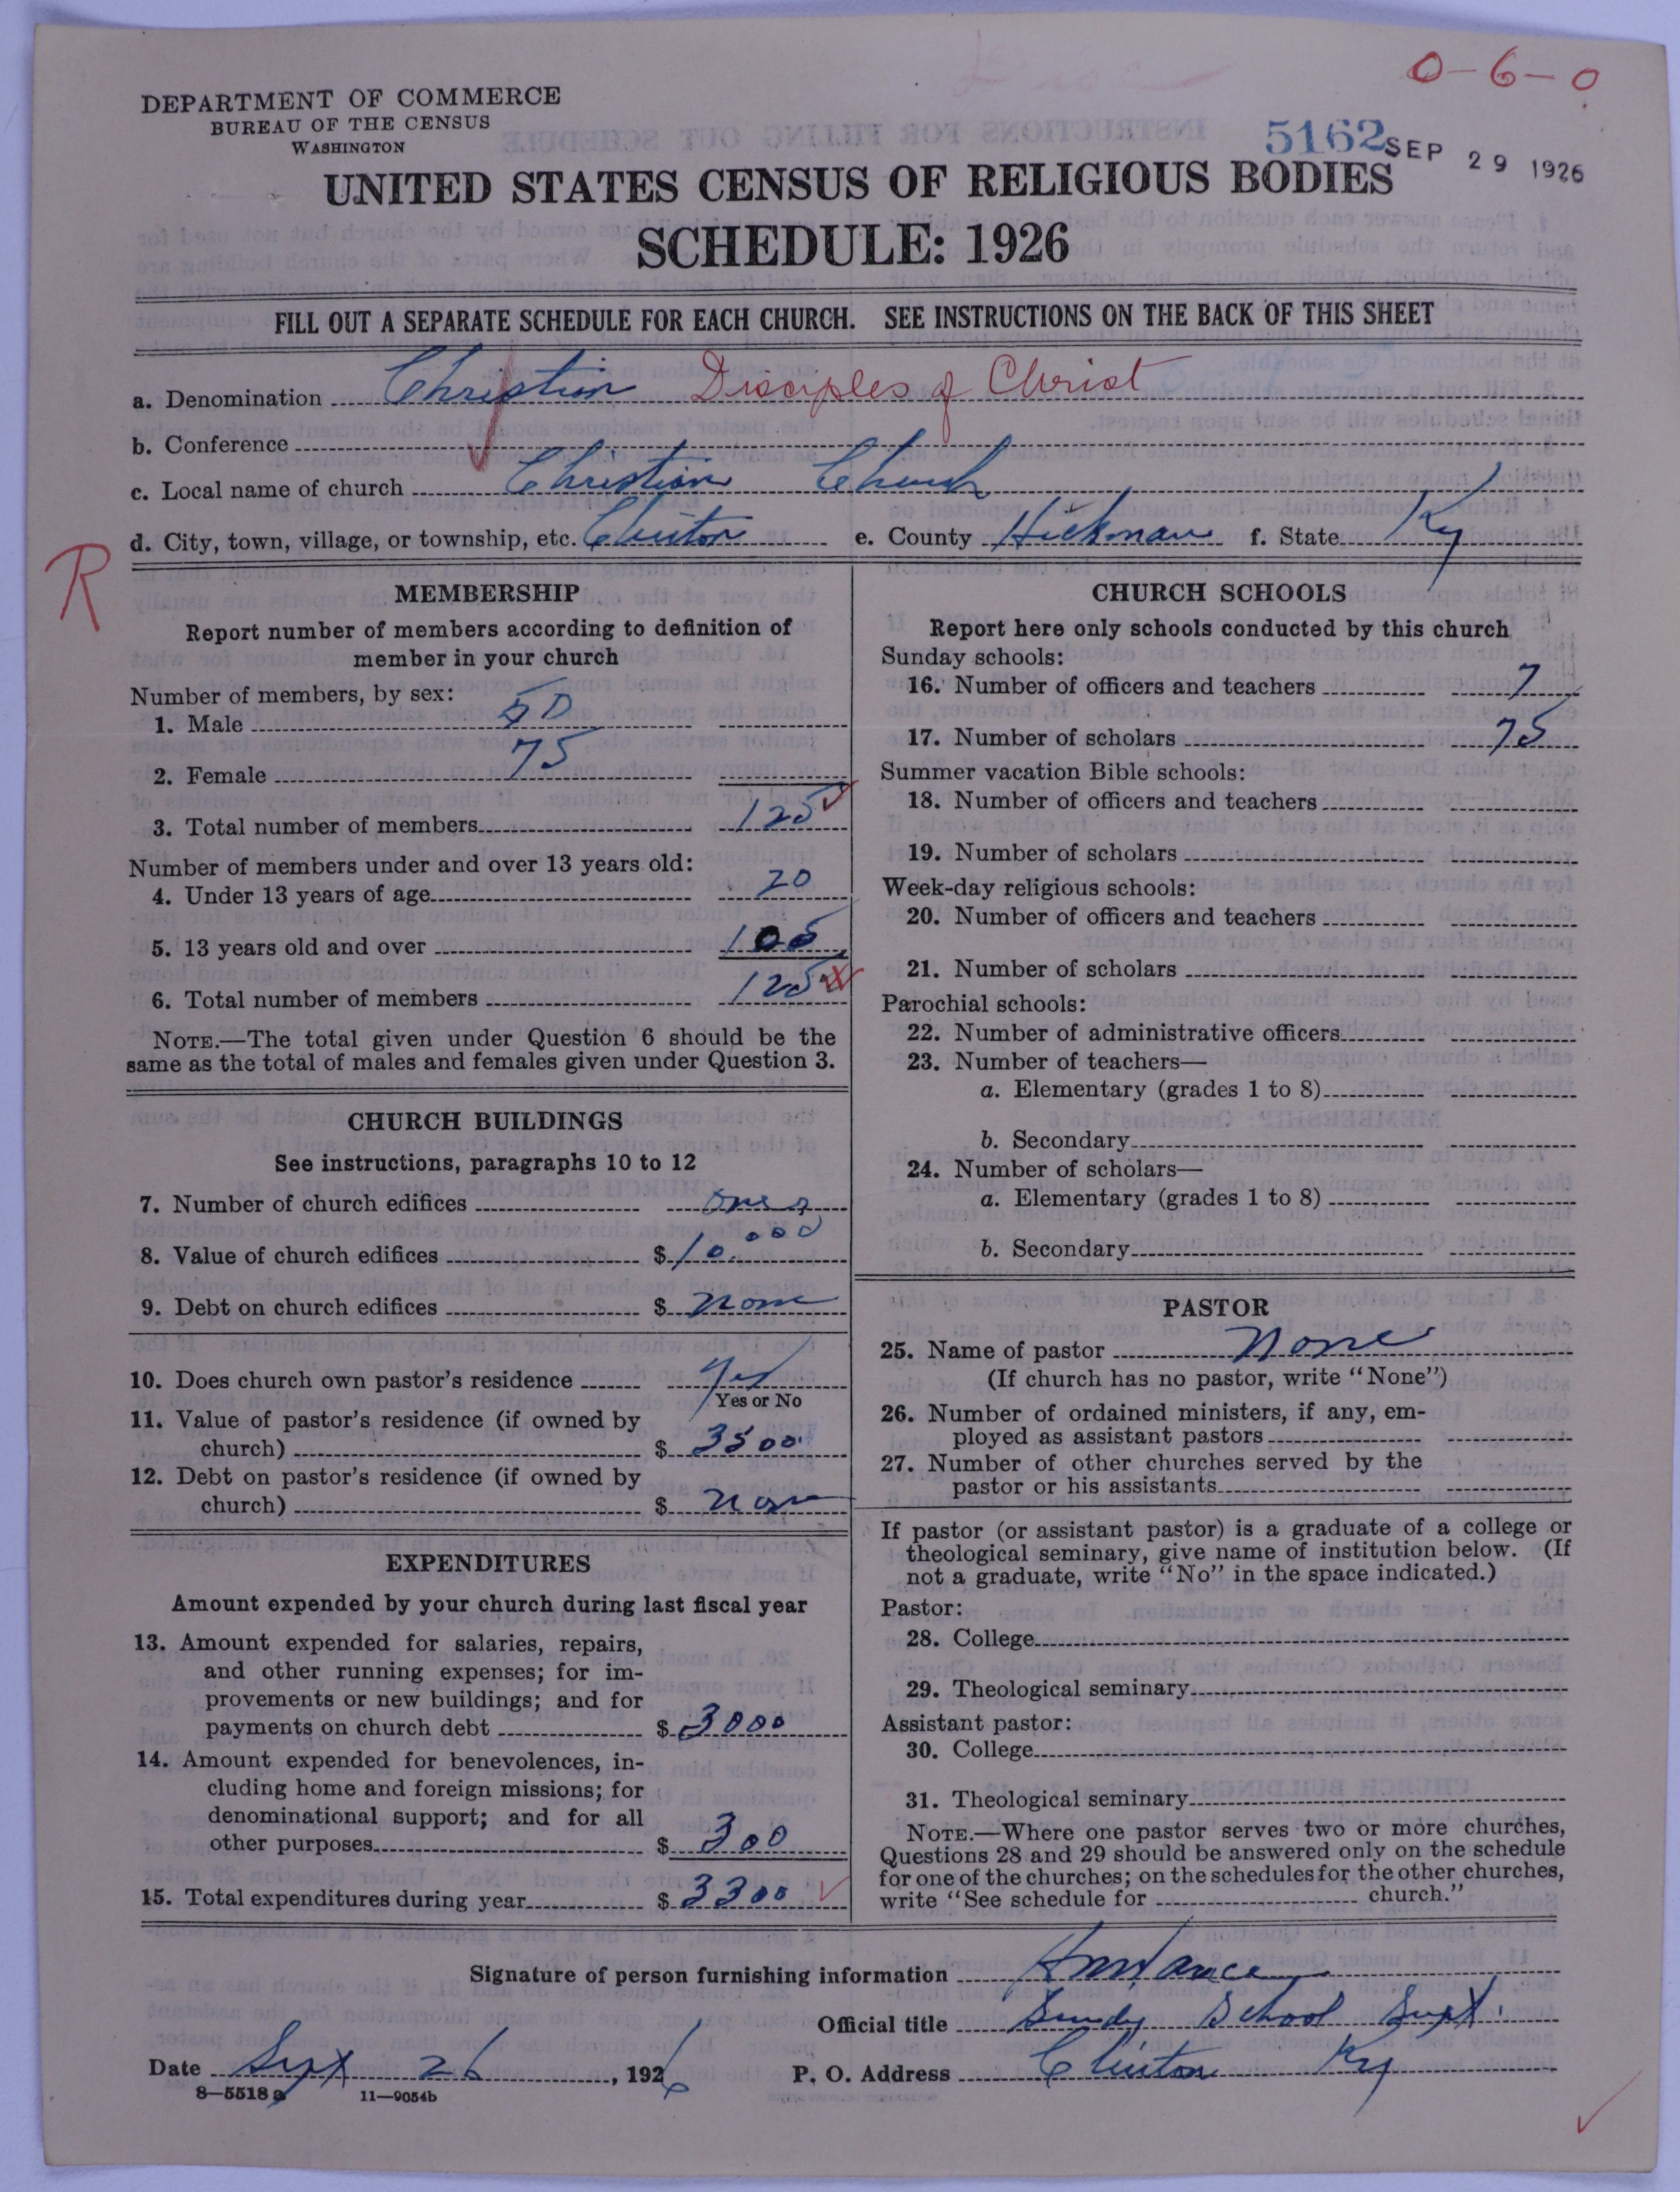 0-6-0
DEPARTMENT OF COMMERCE
BUREAU OF THE CENSUS
WASHINGTON
5162 SEP 29 1926
UNITED STATES CENSUS OF RELIGIOUS BODIES
SCHEDULE: 1926
FILL OUT A SEPARATE SCHEDULE FOR EACH CHURCH. SEE INSTRUCTIONS ON THE BACK OF THIS SHEET
a. Denomination Christian Disciples of Christ
b. Conference
c. Local name of church Christian Church
d. City, town, village, or township, etc. Clinton e. County Hickman f. State Ky
R
MEMBERSHIP
Report number of members according to definition of
member in your church
Number of members, by sex:
1. Male 50
2. Female 75
3. Total number of members 125
Number of members under and over 13 years old:
4. Under 13 years of age 20
5. 13 years old and over 105
6. Total number of members 125
NOTE.—The total given under Question 6 should be the
same as the total of males and females given under Question 3.
CHURCH BUILDINGS
See instructions, paragraphs 10 to 12
7. Number of church edifices one
8. Value of church edifices $ 10.000
9. Debt on church edifices $ none
10. Does church own pastor's residence Yes
Yes or No
11. Value of pastor's residence (if owned by
church) $ 3500
12. Debt on pastor's residence (if owned by
church) $ none
EXPENDITURES
Amount expended by your church during last fiscal year
13. Amount expended for salaries, repairs,
and other running expenses; for im-
provements or new buildings; and for
payments on church debt $ 3000
14. Amount expended for benevolences, in-
cluding home and foreign missions; for
denominational support; and for all
other purposes $ 300
15. Total expenditures during year $ 3300
CHURCH SCHOOLS
Report here only schools conducted by this church
Sunday schools:
16. Number of officers and teachers 7
17. Number of scholars 75
Summer vacation Bible schools:
18. Number of officers and teachers
19. Number of scholars
Week-day religious schools:
20. Number of officers and teachers
21. Number of scholars
Parochial schools:
22. Number of administrative officers
23. Number of teachers—
a. Elementary (grades 1 to 8)
b. Secondary
24. Number of scholars—
a. Elementary (grades 1 to 8)
b. Secondary
PASTOR
25. Name of pastor None
(If church has no pastor, write "None")
26. Number of ordained ministers, if any, em-
ployed as assistant pastors
27. Number of other churches served by the
pastor or his assistants
If pastor (or assistant pastor) is a graduate of a college or
theological seminary, give name of institution below. (If
not a graduate, write "No" in the space indicated.)
Pastor:
28. College
29. Theological seminary
Assistant pastor:
30. College
31. Theological seminary
NOTE.—Where one pastor serves two or more churches,
Questions 28 and 29 should be answered only on the schedule
for one of the churches; on the schedules for the other churches,
write "See schedule for church."
Signature of person furnishing information
Official title Sundy School Supt.
Date Sept 26, 1926 P. O. Address Clinton Ky
8—5518 a 11—9054b